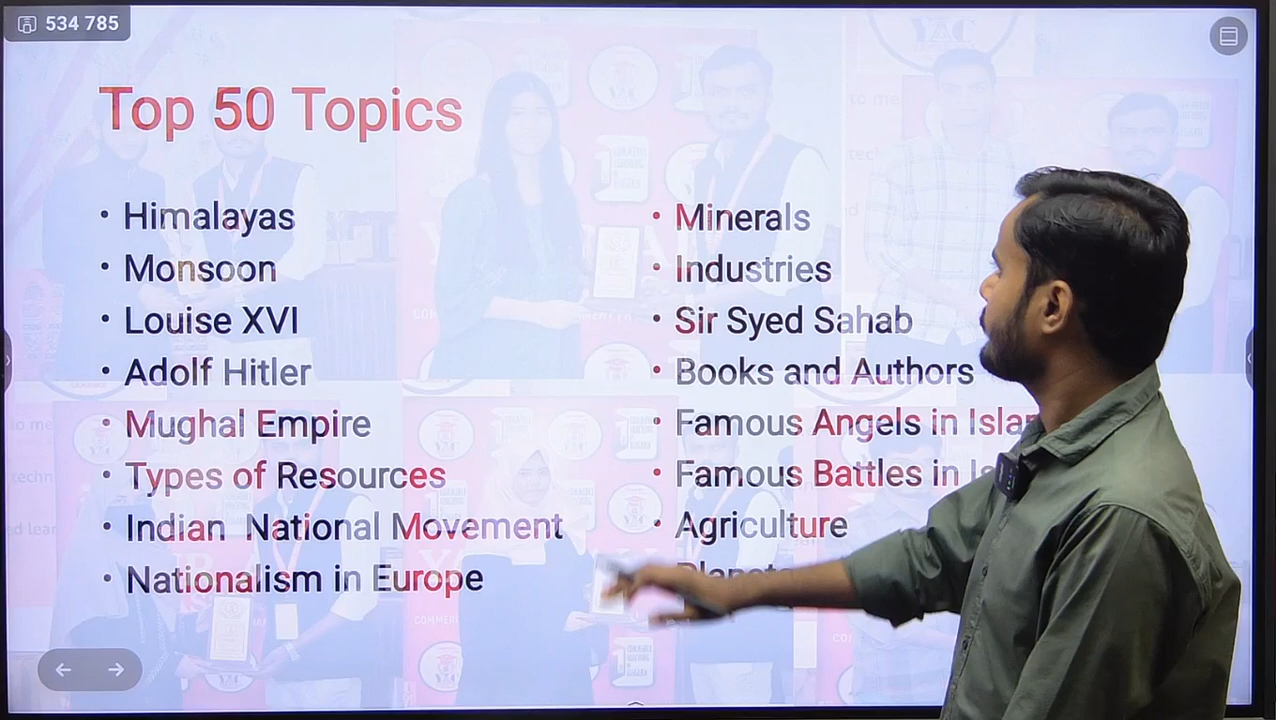 534 785
Top 50 Topics
• Himalayas
• Monsoon
• Louise XVI
• Adolf Hitler
• Mughal Empire
• Types of Resources
• Indian National Movement
• Nationalism in Europe
• Minerals
• Industries
• Sir Syed Sahab
• Books and Authors
• Famous Angels in
• Famous Battles in
• Agriculture